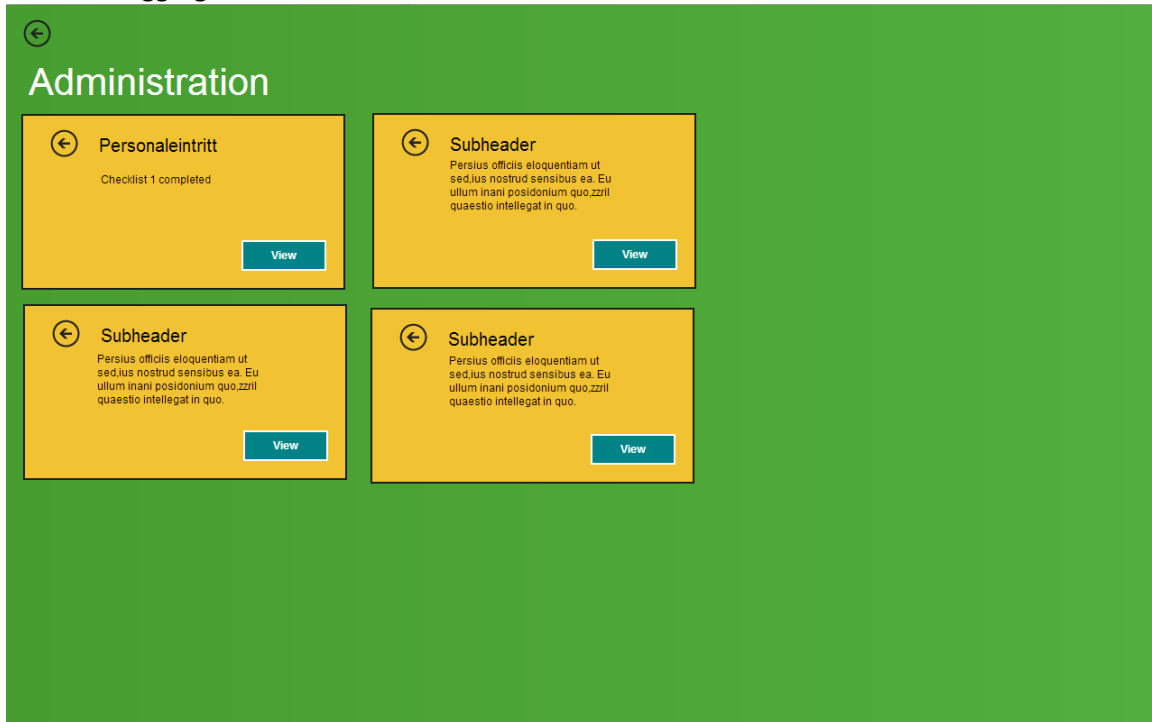 Administration
Personaleintritt
Checklist 1 completed
View
Subheader
Persius officiis eloquentiam ut
sed,ius nostrud sensibus ea. Eu
ullum inani posidonium quo,zzril
quaestio intellegat in quo.
View
Subheader
Persius officiis eloquentiam ut
sed,ius nostrud sensibus ea. Eu
ullum inani posidonium quo,zzril
quaestio intellegat in quo.
View
Subheader
Persius officiis eloquentiam ut
sed,ius nostrud sensibus ea. Eu
ullum inani posidonium quo,zzril
quaestio intellegat in quo.
View